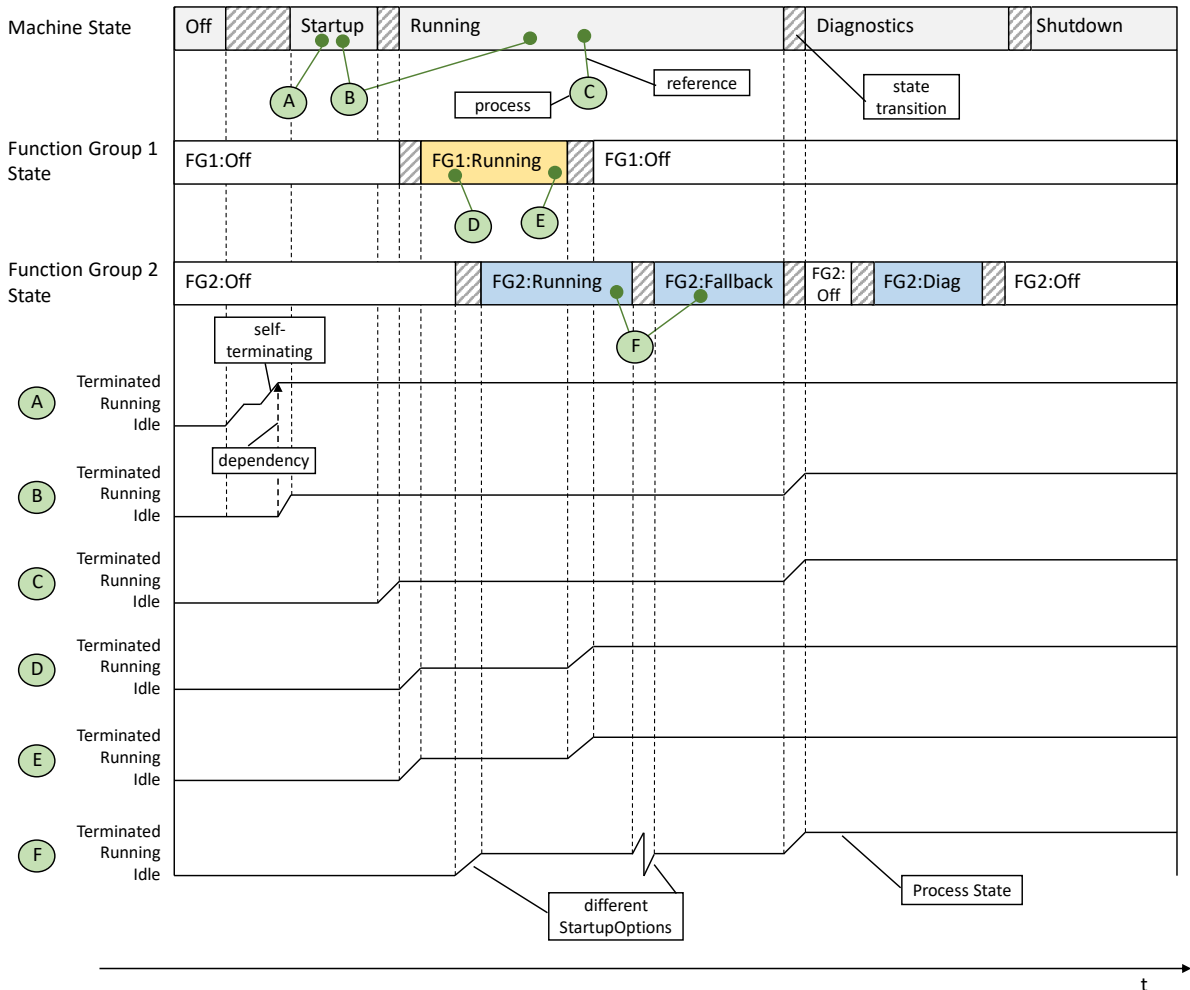 Machine State
Off
Startup
Running
Diagnostics
Shutdown
A
B
C
process
reference
state
transition
Function Group 1
State
FG1:Off
FG1:Running
FG1:Off
D
E
Function Group 2
State
FG2:Off
FG2:Running
FG2:Fallback
FG2:
Off
FG2:Diag
FG2:Off
F
self-
terminating
A
Terminated
Running
Idle
dependency
B
Terminated
Running
Idle
C
Terminated
Running
Idle
D
Terminated
Running
Idle
E
Terminated
Running
Idle
F
Terminated
Running
Idle
different
StartupOptions
Process State
t